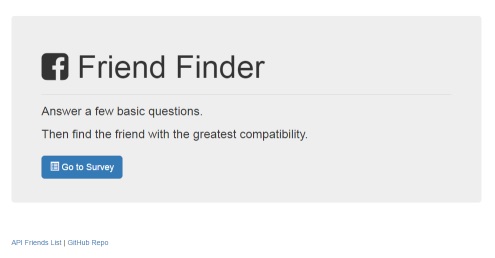 Friend Finder
Answer a few basic questions.
Then find the friend with the greatest compatibility.
Go to Survey
API Friends List | GitHub Repo